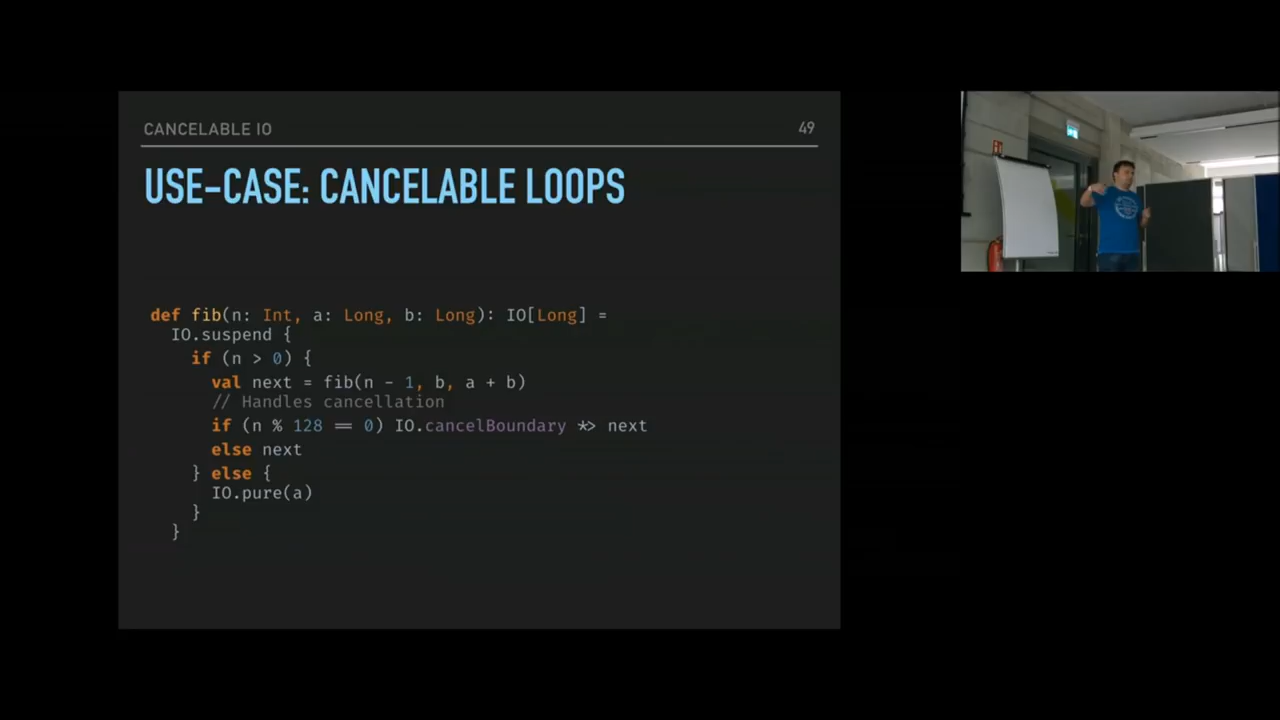 CANCELABLE IO
49
USE-CASE: CANCELABLE LOOPS
def fib(n: Int, a: Long, b: Long): IO[Long] =
IO.suspend {
if (n > 0) {
val next = fib(n - 1, b, a + b)
// Handles cancellation
if (n % 128 == 0) IO.cancelBoundary *> next
else next
} else {
IO.pure(a)
}
}